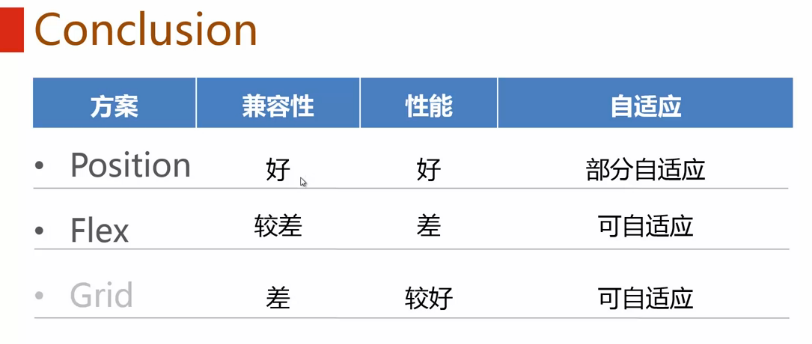 Conclusion
方案 兼容性 性能 自适应
• Position 好 好 部分自适应
• Flex 较差 差 可自适应
• Grid 差 较好 可自适应